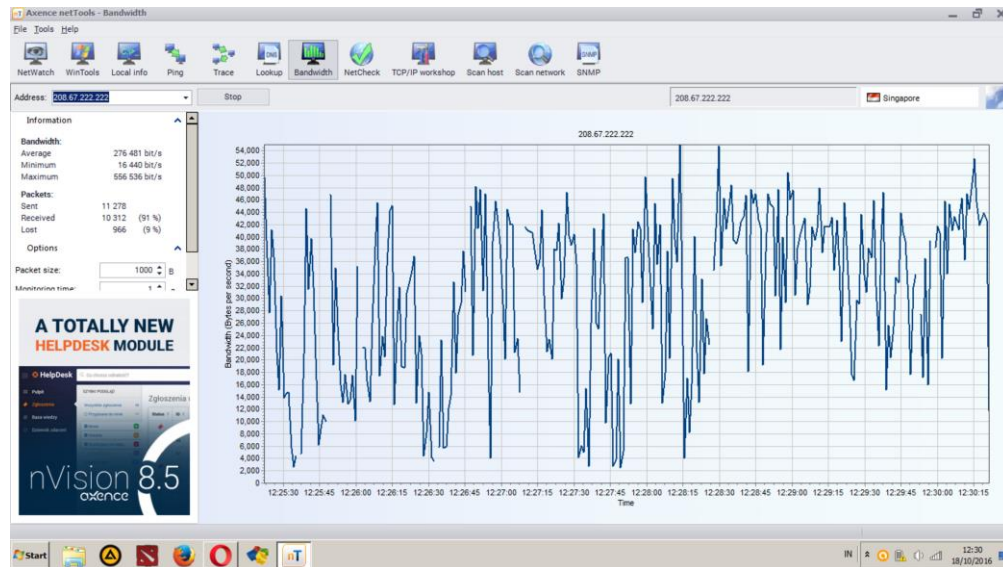 Axence netTools - Bandwidth
File Tools Help
NetWatch WinTools Local info Ping Trace Lookup Bandwidth NetCheck TCP/IP workshop Scan host Scan network SNMP
Address: 208.67.222.222 Stop 208.67.222.222 Singapore
Information
Bandwidth:
Average 276 481 bit/s
Minimum 16 440 bit/s
Maximum 556 536 bit/s
Packets:
Sent 11 278
Received 10 312 (91 %)
Lost 966 (9 %)
Options
Packet size: 1000 B
Monitoring time: 1
A TOTALLY NEW
HELPDESK MODULE
HelpDesk
Pulpit
Zgłoszenia
Baza wiedzy
nVision 8.5
axence
208.67.222.222
54,000
52,000
50,000
48,000
46,000
44,000
42,000
40,000
38,000
36,000
34,000
32,000
30,000
28,000
26,000
24,000
22,000
20,000
18,000
16,000
14,000
12,000
10,000
8,000
6,000
4,000
2,000
0
Bandwidth (Bytes per second)
12:25:30 12:25:45 12:26:00 12:26:15 12:26:30 12:26:45 12:27:00 12:27:15 12:27:30 12:27:45 12:28:00 12:28:15 12:28:30 12:28:45 12:29:00 12:29:15 12:29:30 12:29:45 12:30:00 12:30:15
Time
Start nT IN 12:30
18/10/2016